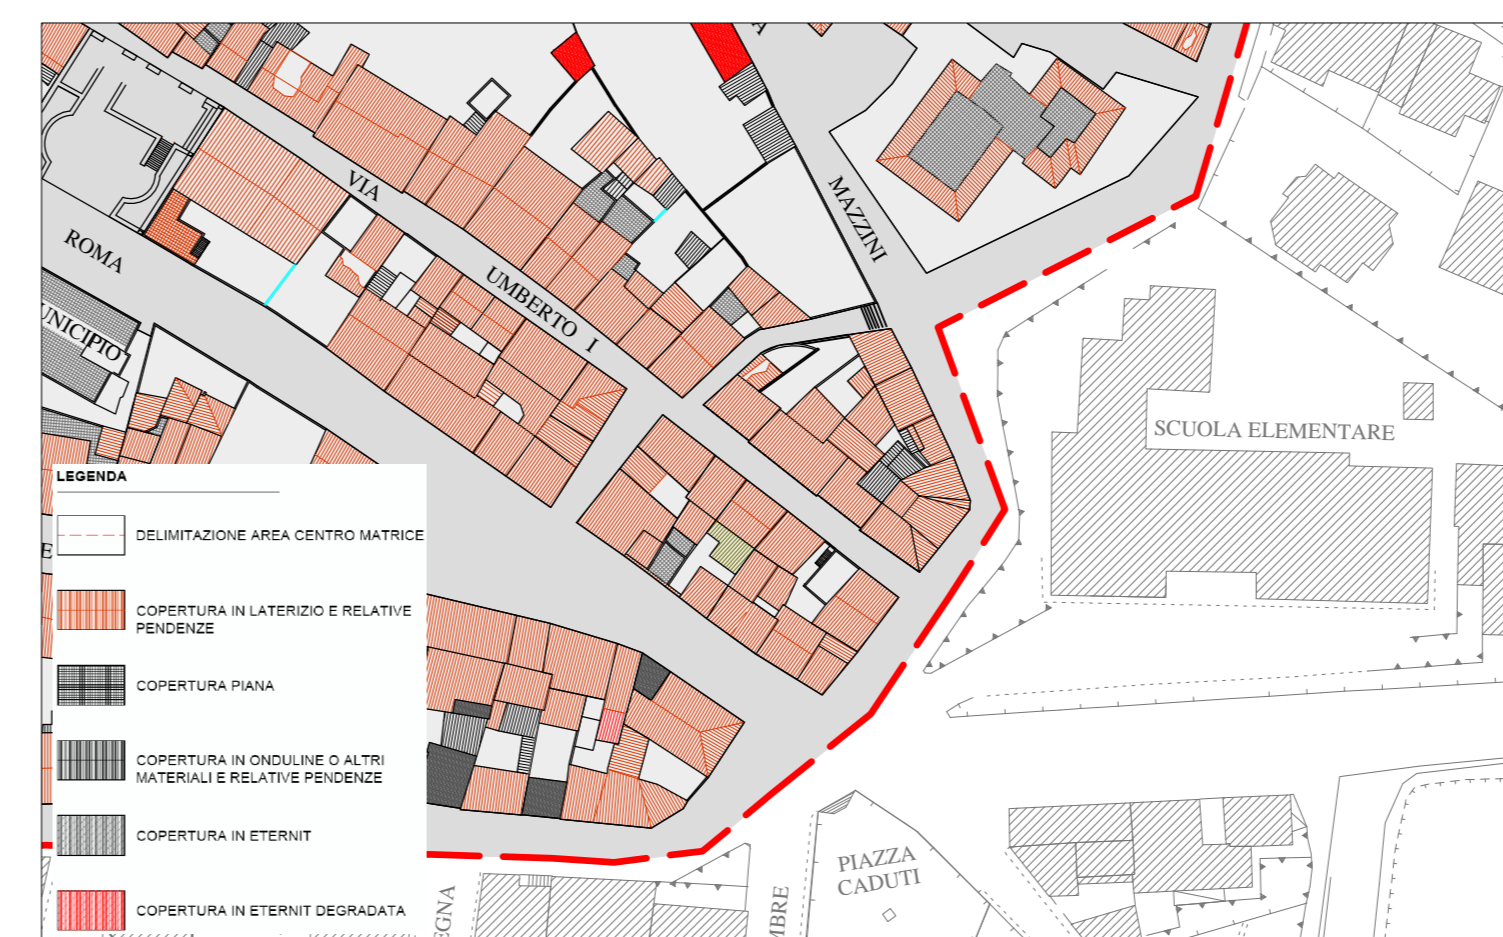 VIA
MAZZINI
ROMA
UMBERTO I
UNICIPIO
SCUOLA ELEMENTARE
LEGENDA
DELIMITAZIONE AREA CENTRO MATRICE
COPERTURA IN LATERIZIO E RELATIVE
PENDENZE
COPERTURA PIANA
COPERTURA IN ONDULINE O ALTRI
MATERIALI E RELATIVE PENDENZE
COPERTURA IN ETERNIT
COPERTURA IN ETERNIT DEGRADATA
PIAZZA
CADUTI
EGNA
MBRE
A
E